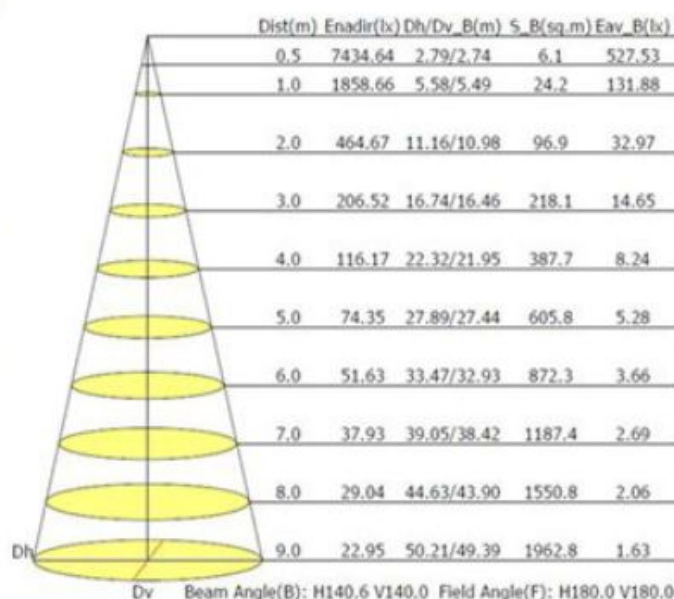 Dist(m) Enadir(lx) Dh/Dv_B(m) S_B(sq.m) Eav_B(lx)
0.5 7434.64 2.79/2.74 6.1 527.53
1.0 1858.66 5.58/5.49 24.2 131.88
2.0 464.67 11.16/10.98 96.9 32.97
3.0 206.52 16.74/16.46 218.1 14.65
4.0 116.17 22.32/21.95 387.7 8.24
5.0 74.35 27.89/27.44 605.8 5.28
6.0 51.63 33.47/32.93 872.3 3.66
7.0 37.93 39.05/38.42 1187.4 2.69
8.0 29.04 44.63/43.90 1550.8 2.06
Dh 9.0 22.95 50.21/49.39 1962.8 1.63
Dv Beam Angle(B): H140.6 V140.0 Field Angle(F): H180.0 V180.0